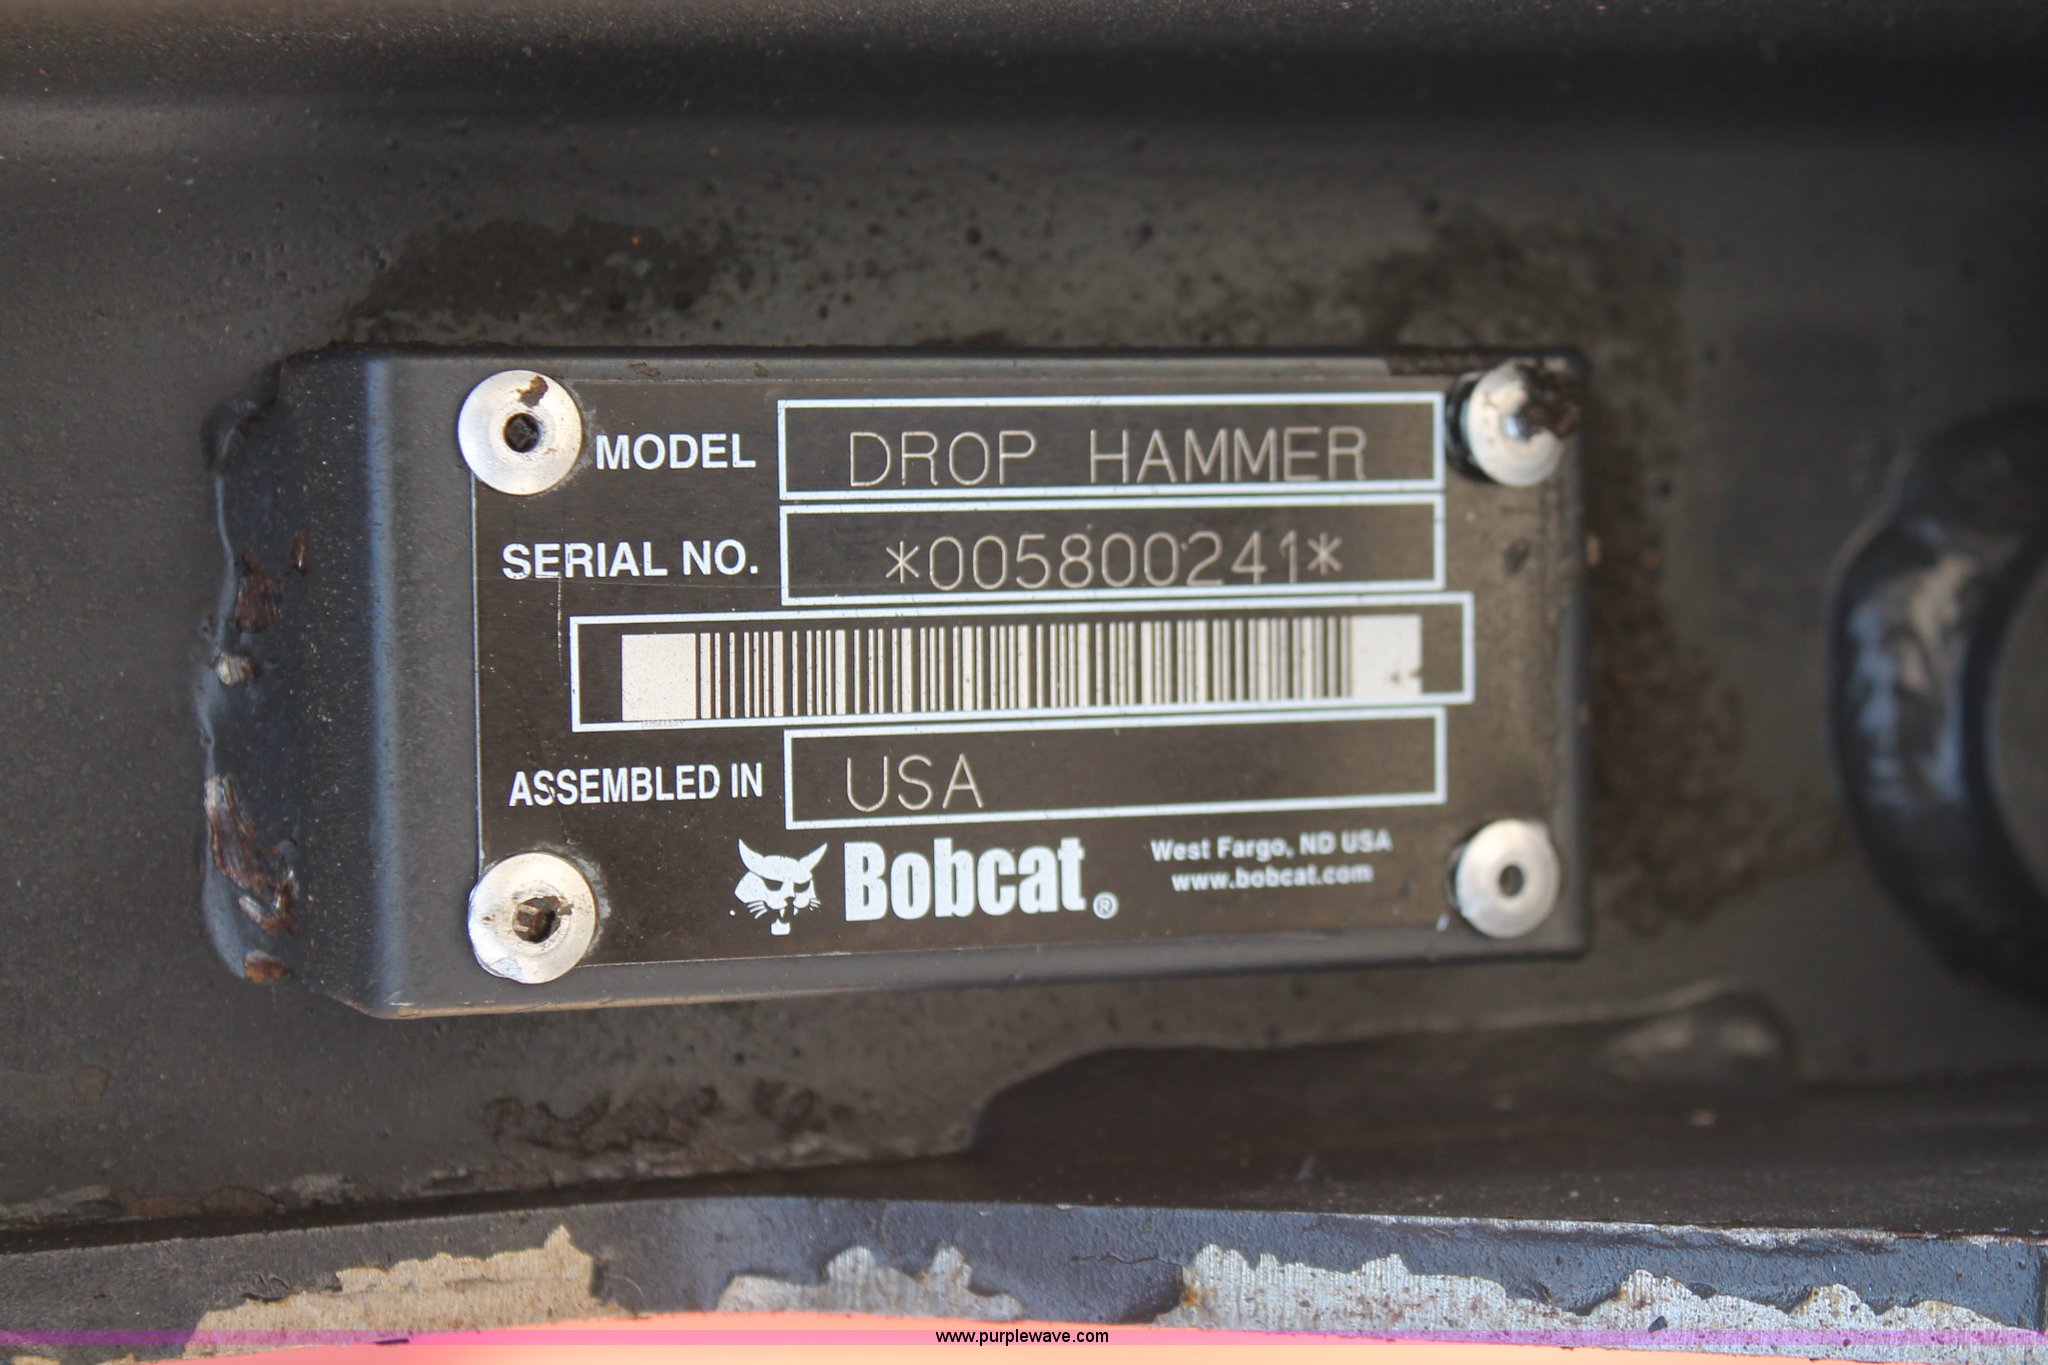 MODEL DROP HAMMER
SERIAL NO. *005800241*
ASSEMBLED IN USA
Bobcat®
West Fargo, ND USA
www.bobcat.com
www.purplewave.com